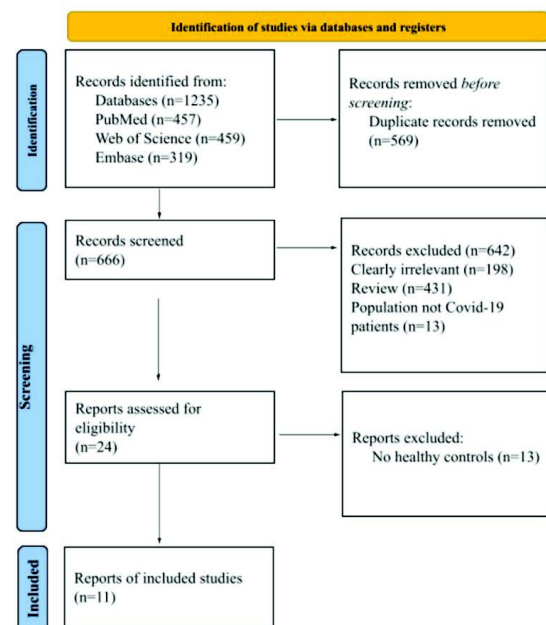 Identification of studies via databases and registers
Identification
Records identified from:
Databases (n=1235)
PubMed (n=457)
Web of Science (n=459)
Embase (n=319)
Records removed before
screening:
Duplicate records removed
(n=569)
Screening
Records screened
(n=666)
Records excluded (n=642)
Clearly irrelevant (n=198)
Review (n=431)
Population not Covid-19
patients (n=13)
Reports assessed for
eligibility
(n=24)
Reports excluded:
No healthy controls (n=13)
Included
Reports of included studies
(n=11)